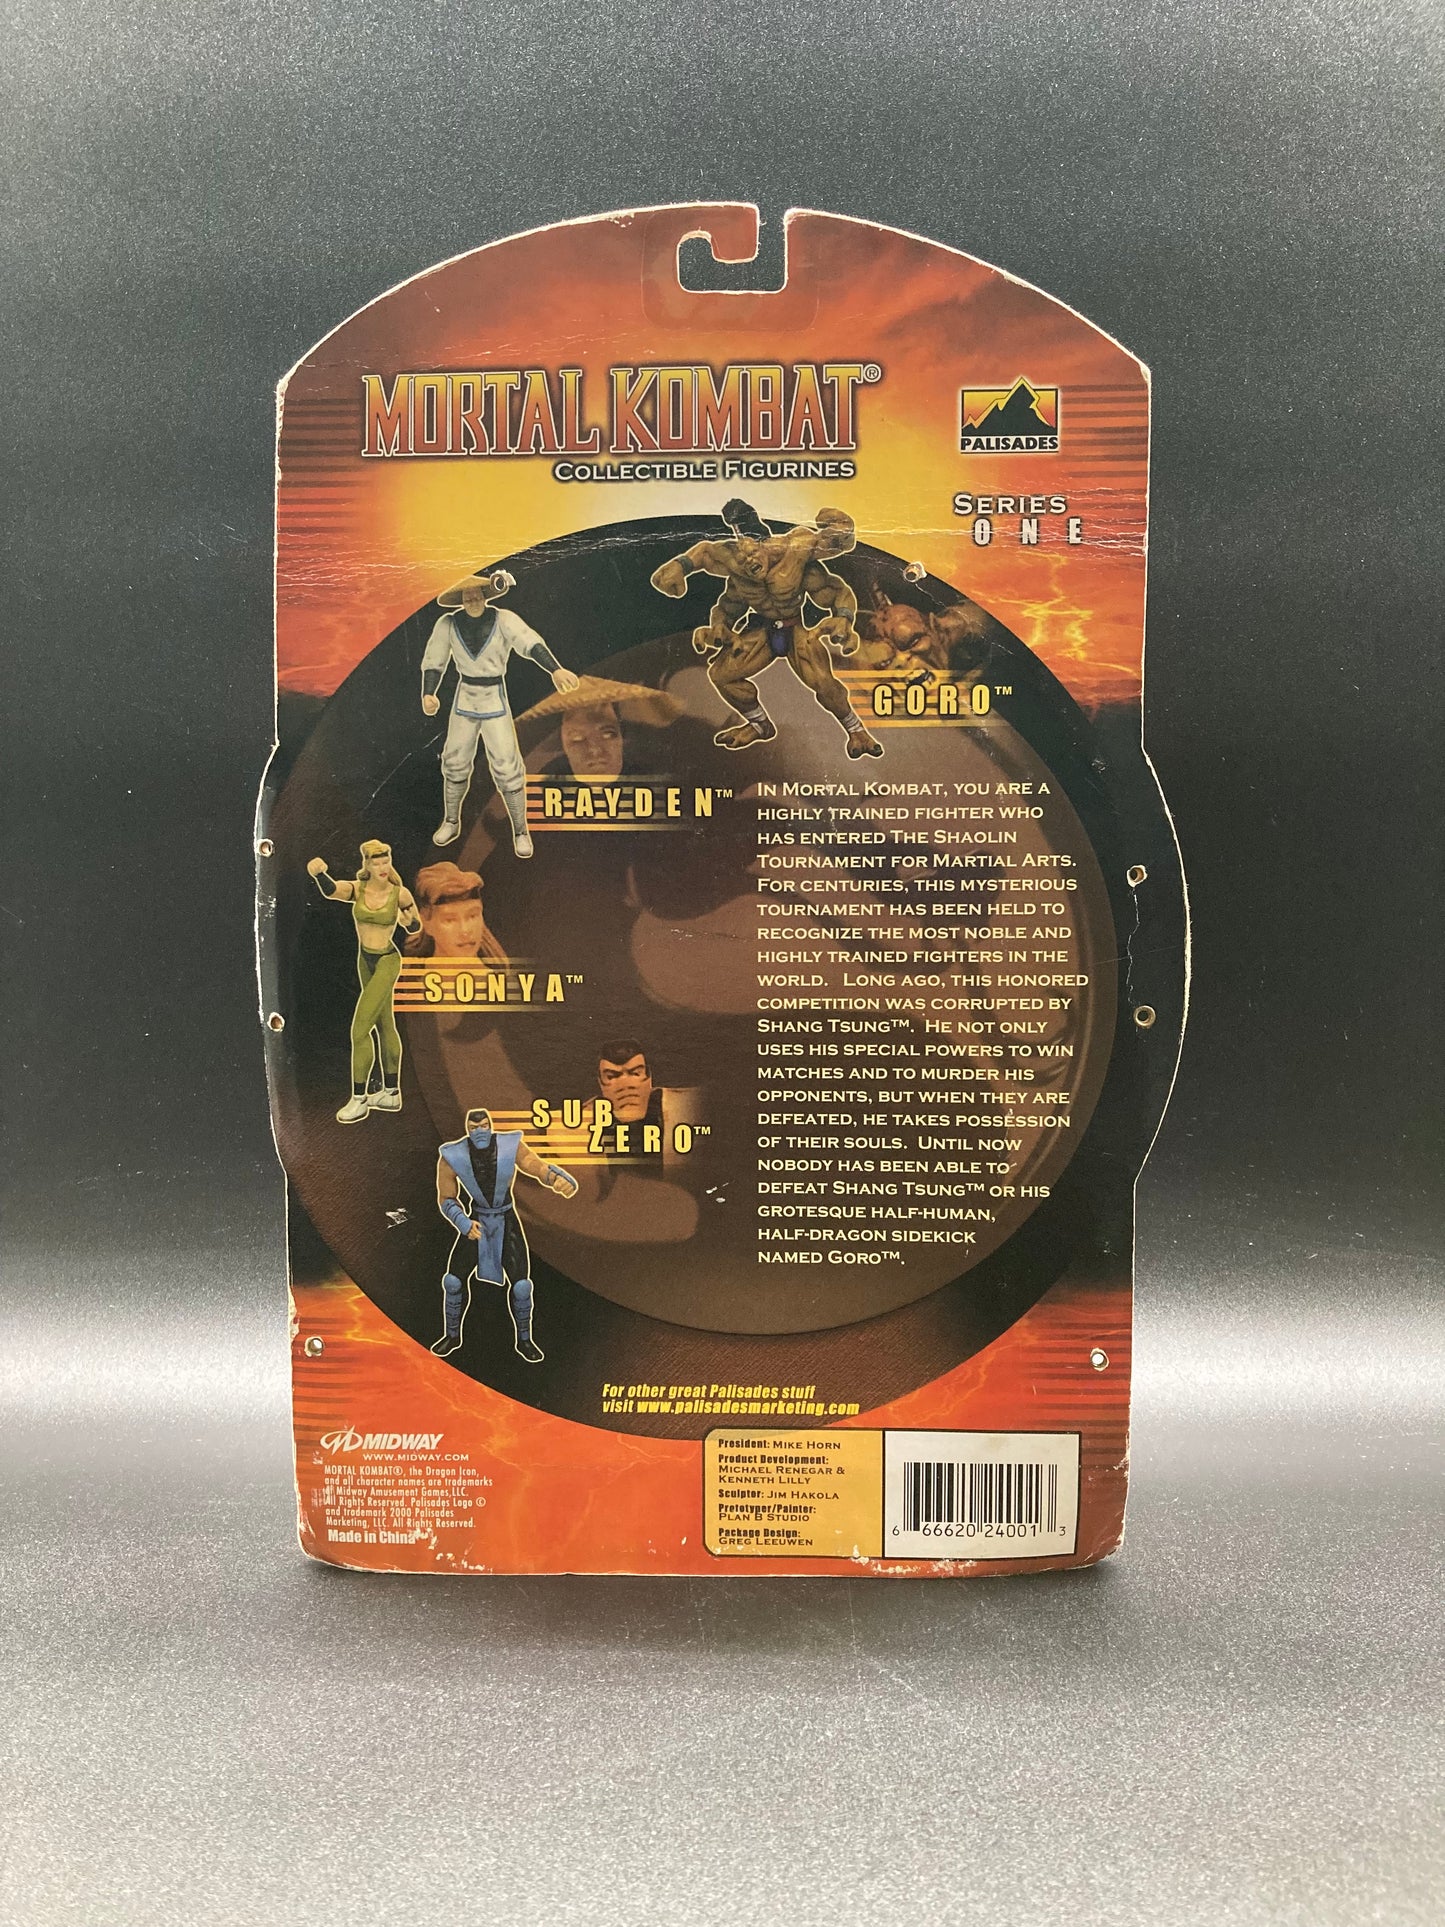 MORTAL KOMBAT®
COLLECTIBLE FIGURINES
PALISADES
SERIES
ONE
GORO™
RAYDEN™
SONYA™
SUB
ZERO™
IN MORTAL KOMBAT, YOU ARE A
HIGHLY TRAINED FIGHTER WHO
HAS ENTERED THE SHAOLIN
TOURNAMENT FOR MARTIAL ARTS.
FOR CENTURIES, THIS MYSTERIOUS
TOURNAMENT HAS BEEN HELD TO
RECOGNIZE THE MOST NOBLE AND
HIGHLY TRAINED FIGHTERS IN THE
WORLD. LONG AGO, THIS HONORED
COMPETITION WAS CORRUPTED BY
SHANG TSUNG™. HE NOT ONLY
USES HIS SPECIAL POWERS TO WIN
MATCHES AND TO MURDER HIS
OPPONENTS, BUT WHEN THEY ARE
DEFEATED, HE TAKES POSSESSION
OF THEIR SOULS. UNTIL NOW
NOBODY HAS BEEN ABLE TO
DEFEAT SHANG TSUNG™ OR HIS
GROTESQUE HALF-HUMAN,
HALF-DRAGON SIDEKICK
NAMED GORO™.
For other great Palisades stuff
visit www.palisadesmarketing.com
MIDWAY
WWW.MIDWAY.COM
MORTAL KOMBAT®, the Dragon Icon,
and all character names are trademarks
of Midway Amusement Games,LLC.
All Rights Reserved. Palisades Logo ©
and trademark 2000 Palisades
Marketing, LLC. All Rights Reserved.
Made in China
President: MIKE HORN
Product Development:
MICHAEL RENEGAR &
KENNETH LILLY
Sculptor: JIM HAKOLA
Prototyper/Painter:
PLAN B STUDIO
Package Design:
GREG LEEUWEN
6 66620 24001 3